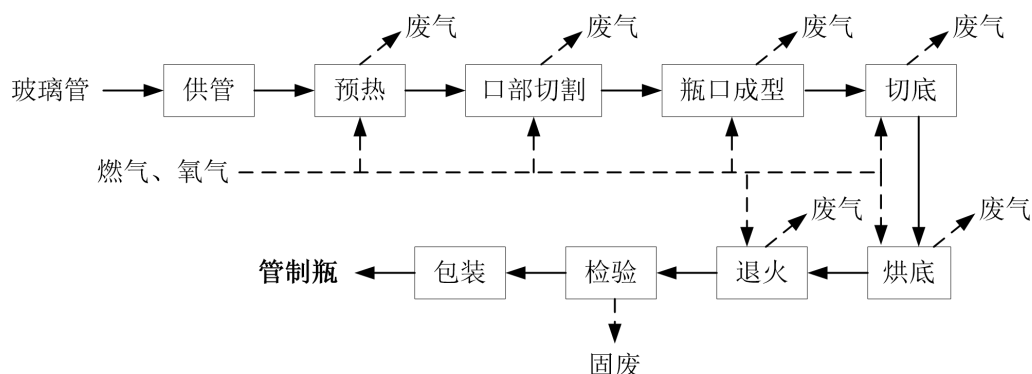 废气
废气
废气
废气
玻璃管
供管
预热
口部切割
瓶口成型
切底
燃气、氧气
废气
废气
管制瓶
包装
检验
退火
烘底
固废